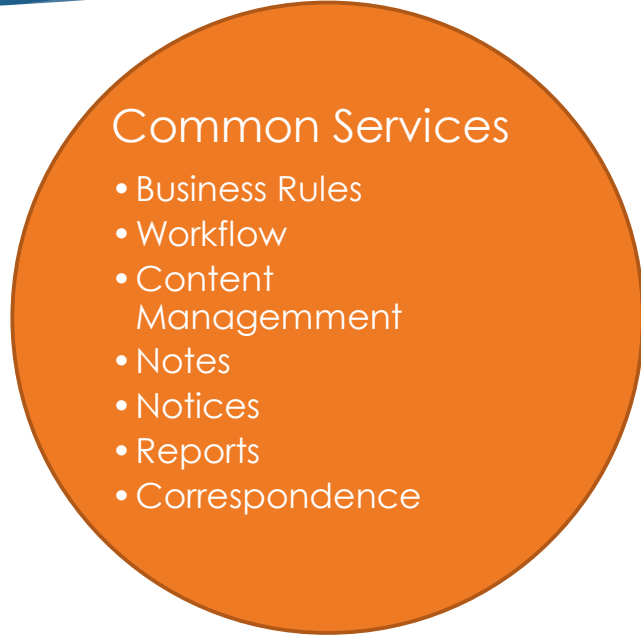 Common Services
• Business Rules
• Workflow
• Content
Managemment
• Notes
• Notices
• Reports
• Correspondence